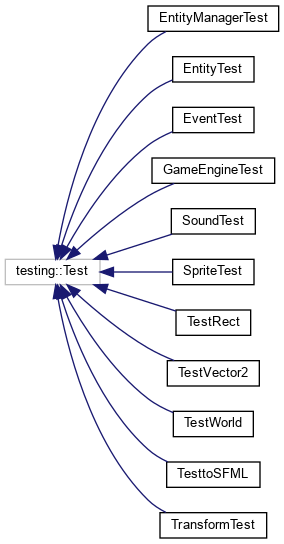 EntityManagerTest
EntityTest
EventTest
GameEngineTest
SoundTest
testing::Test
SpriteTest
TestRect
TestVector2
TestWorld
TesttoSFML
TransformTest